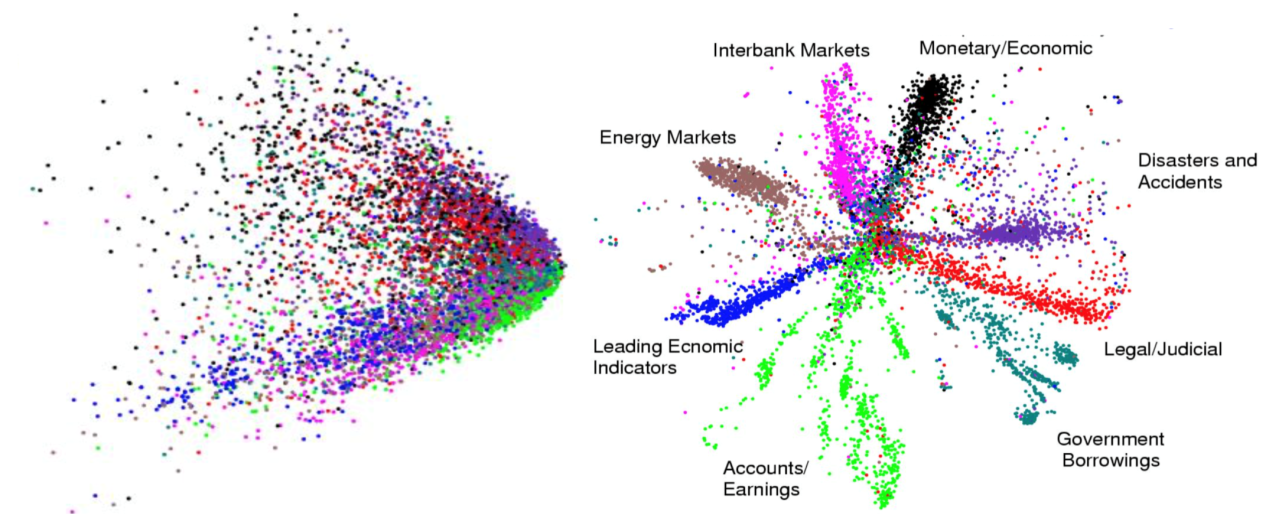 Interbank Markets
Monetary/Economic
Energy Markets
Disasters and
Accidents
Leading Ecnomic
Indicators
Legal/Judicial
Government
Borrowings
Accounts/
Earnings